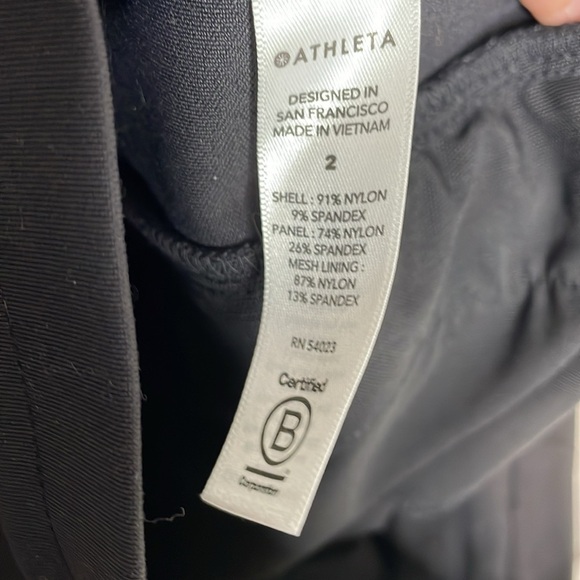 ATHLETA
DESIGNED IN
SAN FRANCISCO
MADE IN VIETNAM
2
SHELL : 91% NYLON
9% SPANDEX
PANEL : 74% NYLON
26% SPANDEX
MESH LINING :
87% NYLON
13% SPANDEX
RN 54023
Certified
B
Corporation